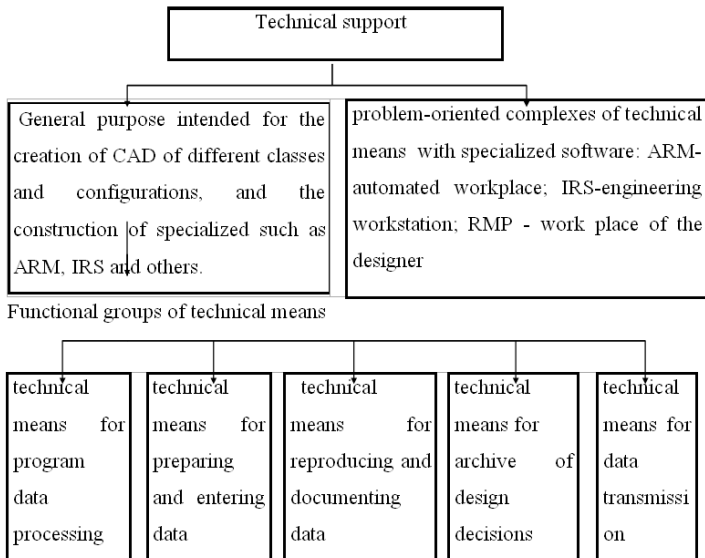 Technical support
General purpose intended for the
creation of CAD of different classes
and configurations, and the
construction of specialized such as
ARM, IRS and others.
problem-oriented complexes of technical
means with specialized software: ARM-
automated workplace; IRS-engineering
workstation; RMP - work place of the
designer
Functional groups of technical means
technical
means for
program
data
processing
technical
means for
preparing
and entering
data
technical
means for
reproducing and
documenting
data
technical
means for
archive of
design
decisions
technical
means for
data
transmissi
on